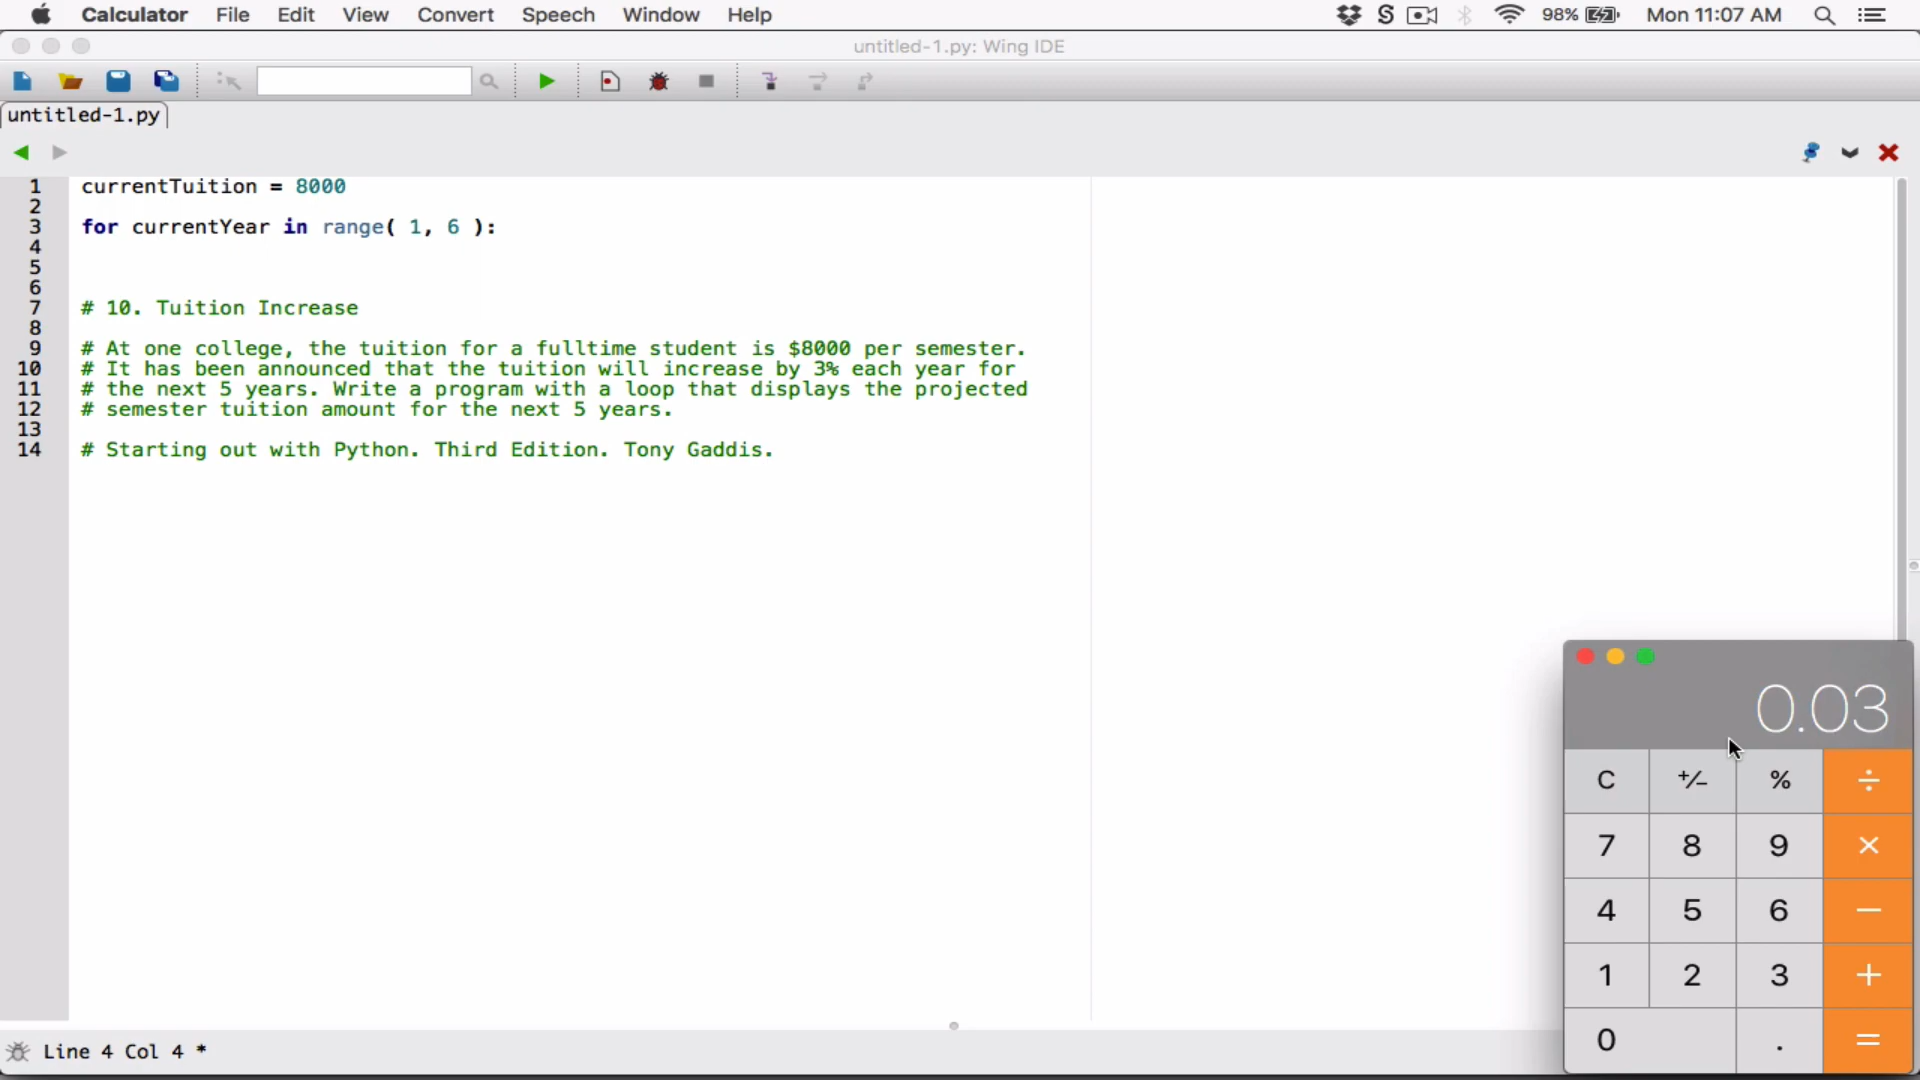 Calculator File Edit View Convert Speech Window Help 98% Mon 11:07 AM
untitled-1.py: Wing IDE
untitled-1.py
1 currentTuition = 8000
2
3 for currentYear in range( 1, 6 ):
4
5
6
7 # 10. Tuition Increase
8
9 # At one college, the tuition for a fulltime student is $8000 per semester.
10 # It has been announced that the tuition will increase by 3% each year for
11 # the next 5 years. Write a program with a loop that displays the projected
12 # semester tuition amount for the next 5 years.
13
14 # Starting out with Python. Third Edition. Tony Gaddis.
0.03
C +/− % ÷
7 8 9 ×
4 5 6 −
1 2 3 +
0 . =
Line 4 Col 4 *